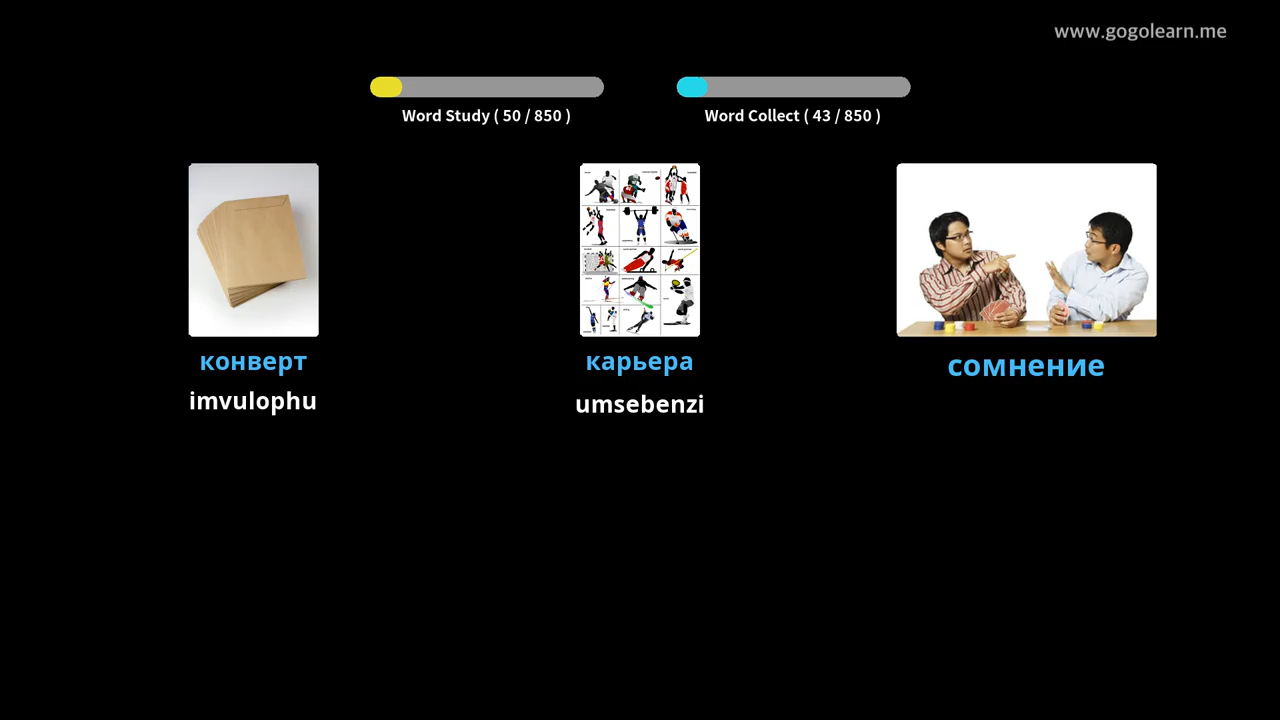 www.gogolearn.me
Word Study ( 50 / 850 )
Word Collect ( 43 / 850 )
конверт
карьера
сомнение
imvulophu
umsebenzi